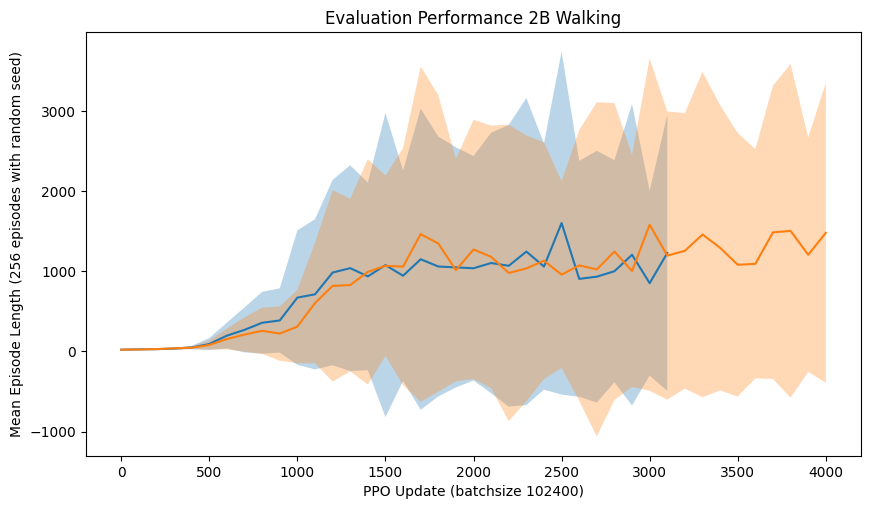 Evaluation Performance 2B Walking
Mean Episode Length (256 episodes with random seed)
3000
2000
1000
0
−1000
0 500 1000 1500 2000 2500 3000 3500 4000
PPO Update (batchsize 102400)